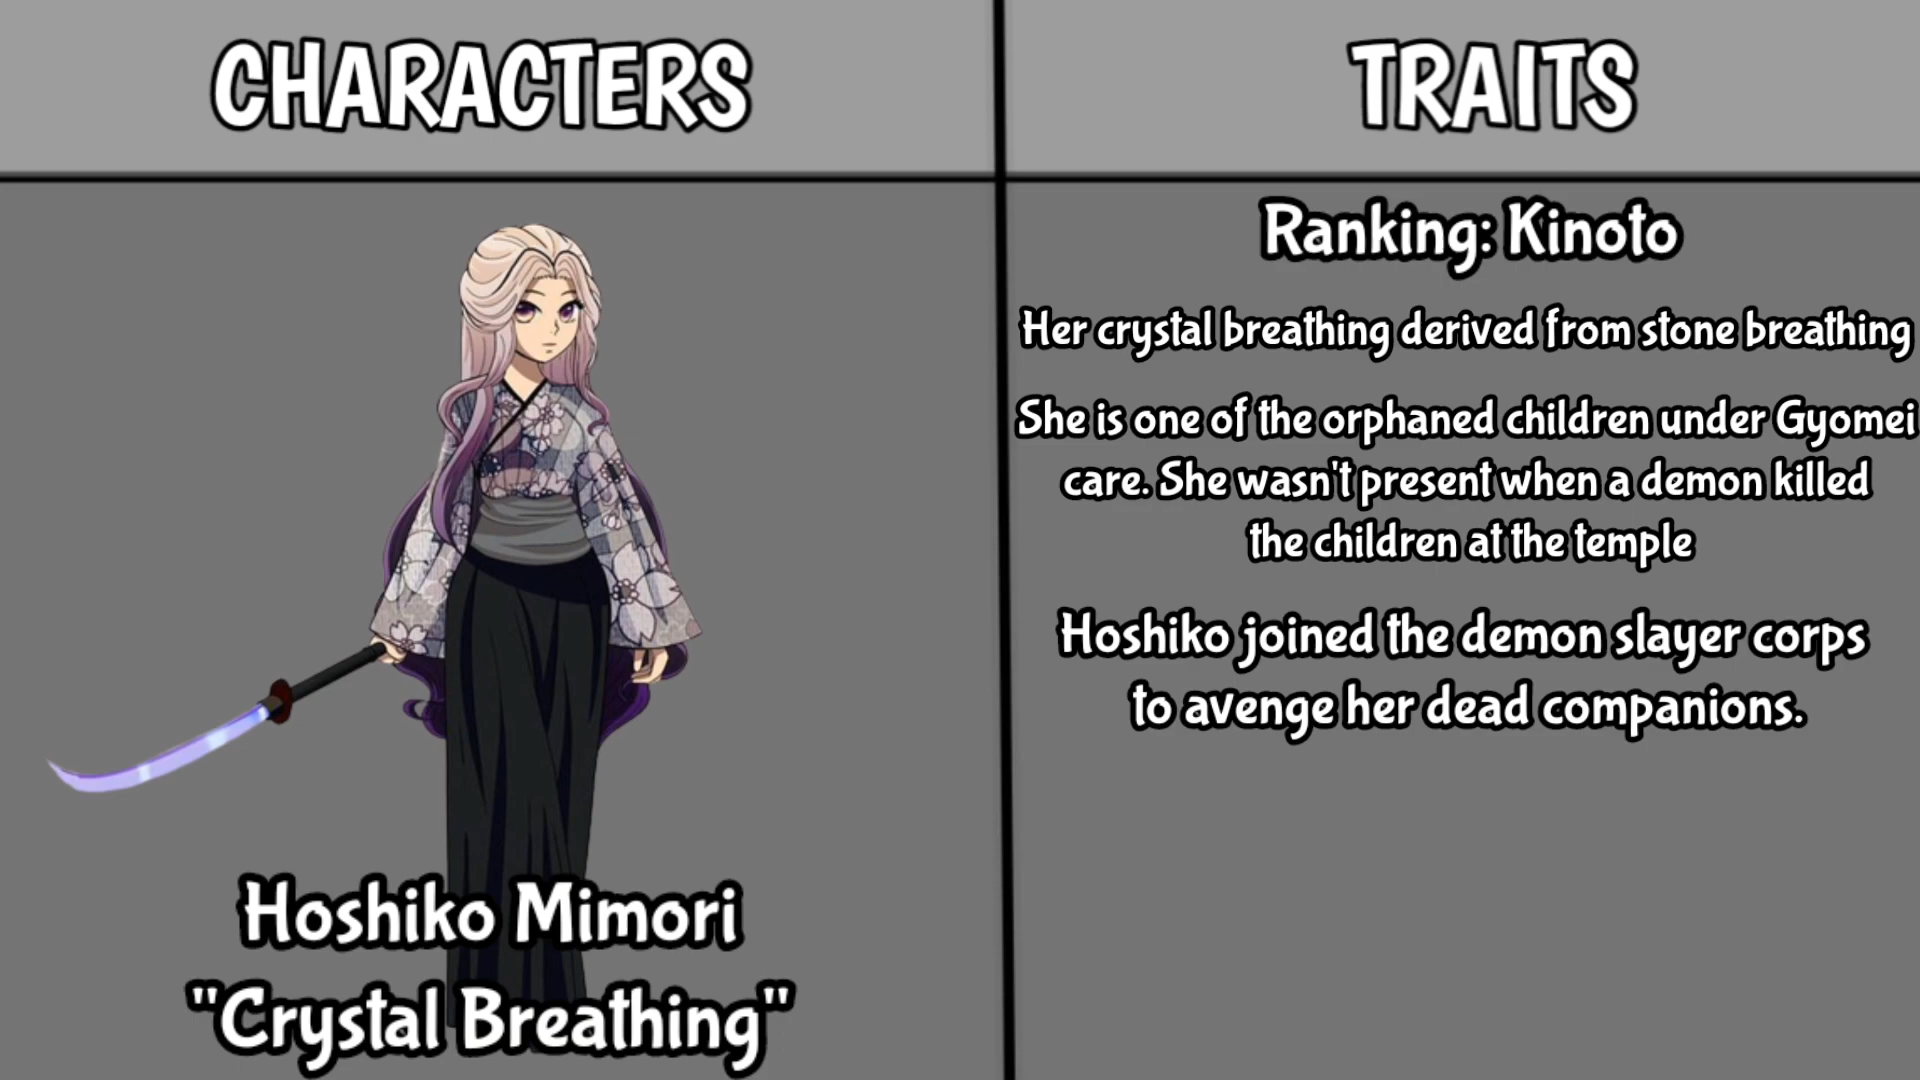 CHARACTERS
TRAITS
Ranking: Kinoto
Her crystal breathing derived from stone breathing
She is one of the orphaned children under Gyomei
care. She wasn't present when a demon killed
the children at the temple
Hoshiko joined the demon slayer corps
to avenge her dead companions.
Hoshiko Mimori
"Crystal Breathing"